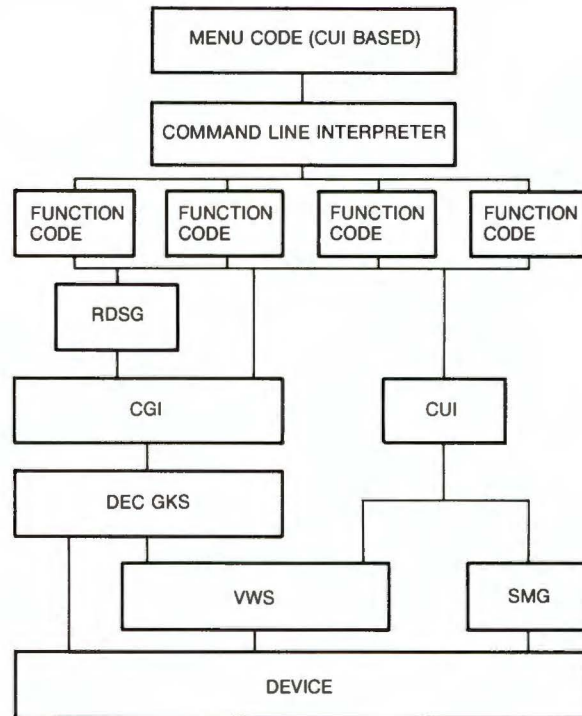 MENU CODE (CUI BASED)
COMMAND LINE INTERPRETER
FUNCTION
CODE
FUNCTION
CODE
FUNCTION
CODE
FUNCTION
CODE
RDSG
CGI
CUI
DEC GKS
VWS
SMG
DEVICE